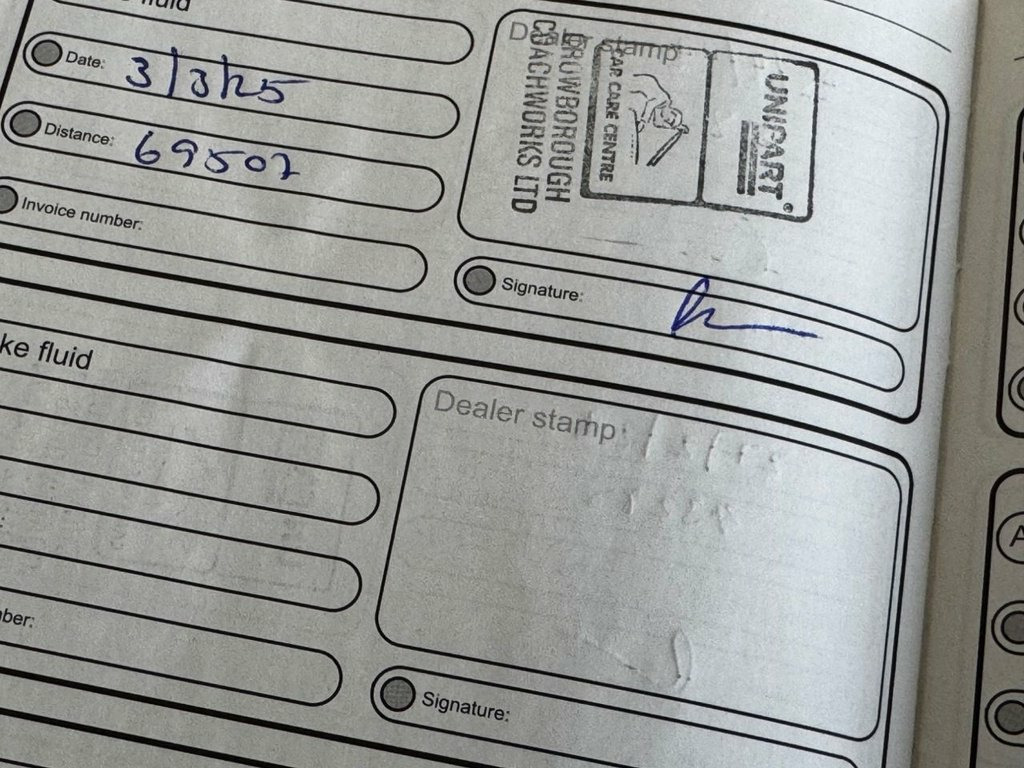 fluid
Date: 3/3/25
Distance: 69507
Invoice number:
Dealer stamp
CROWBOROUGH
COACHWORKS LTD
CAR CARE CENTRE
UNIPART®
Signature:
ke fluid
:
ber:
Dealer stamp
Signature:
A